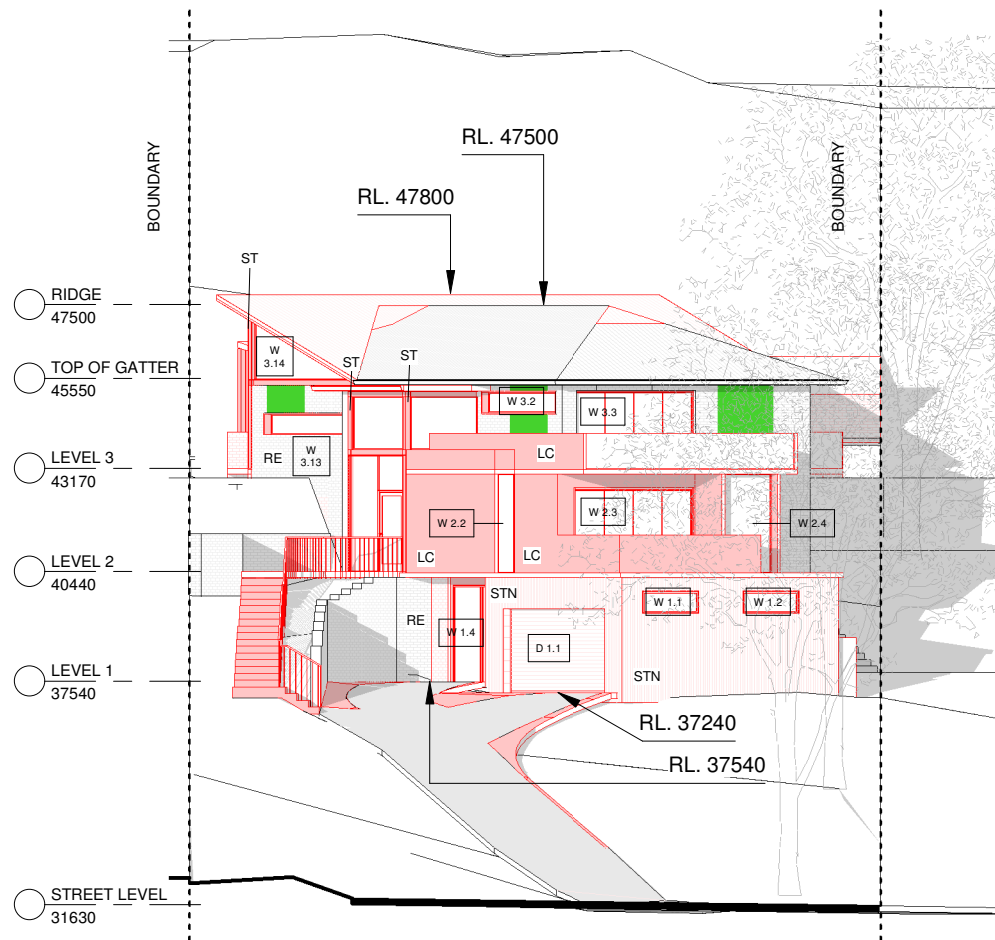 RL. 47500
BOUNDARY
BOUNDARY
RL. 47800
ST
RIDGE
47500
W
3.14
ST
ST
TOP OF GATTER
45550
W 3.2
W 3.3
LC
RE
W
3.13
LEVEL 3
43170
W 2.2
W 2.3
W 2.4
LC
LC
LEVEL 2
40440
STN
W 1.1
W 1.2
RE
W 1.4
D 1.1
STN
LEVEL 1
37540
RL. 37240
RL. 37540
STREET LEVEL
31630